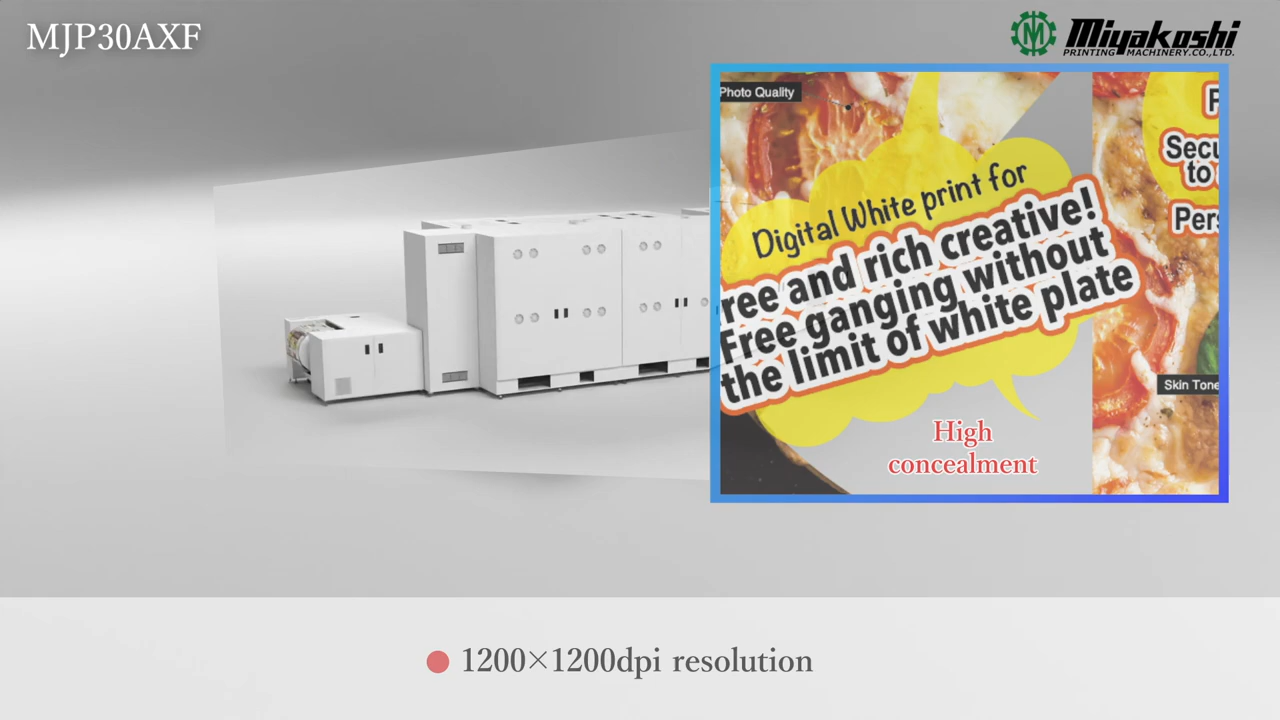 MJP30AXF
Miyakoshi
PRINTING MACHINERY.CO.,LTD.
Photo Quality
Digital White print for
ree and rich creative!
Free ganging without
the limit of white plate
High
concealment
Secu
to
Pers
Skin Tone
1200×1200dpi resolution